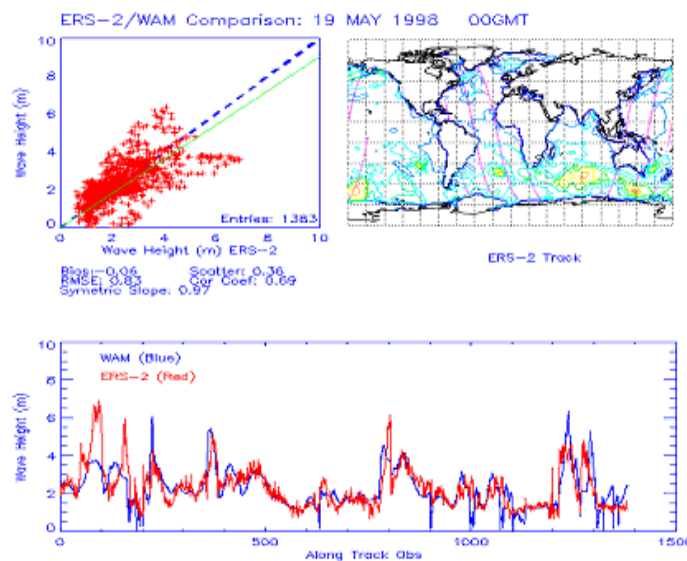 ERS-2/WAM Comparison: 19 MAY 1998 00GMT
10
8
6
4
2
0
Wave Height (m)
Entries: 1383
0 2 4 6 8 10
Wave Height (m) ERS-2
Bias:-0.06 Scatter: 0.36
RMSE: 0.83 Cor Coef: 0.69
Symetric Slope: 0.97
ERS-2 Track
10
8
6
4
2
0
Wave Height (m)
WAM (Blue)
ERS-2 (Red)
0 500 1000 1500
Along Track Obs